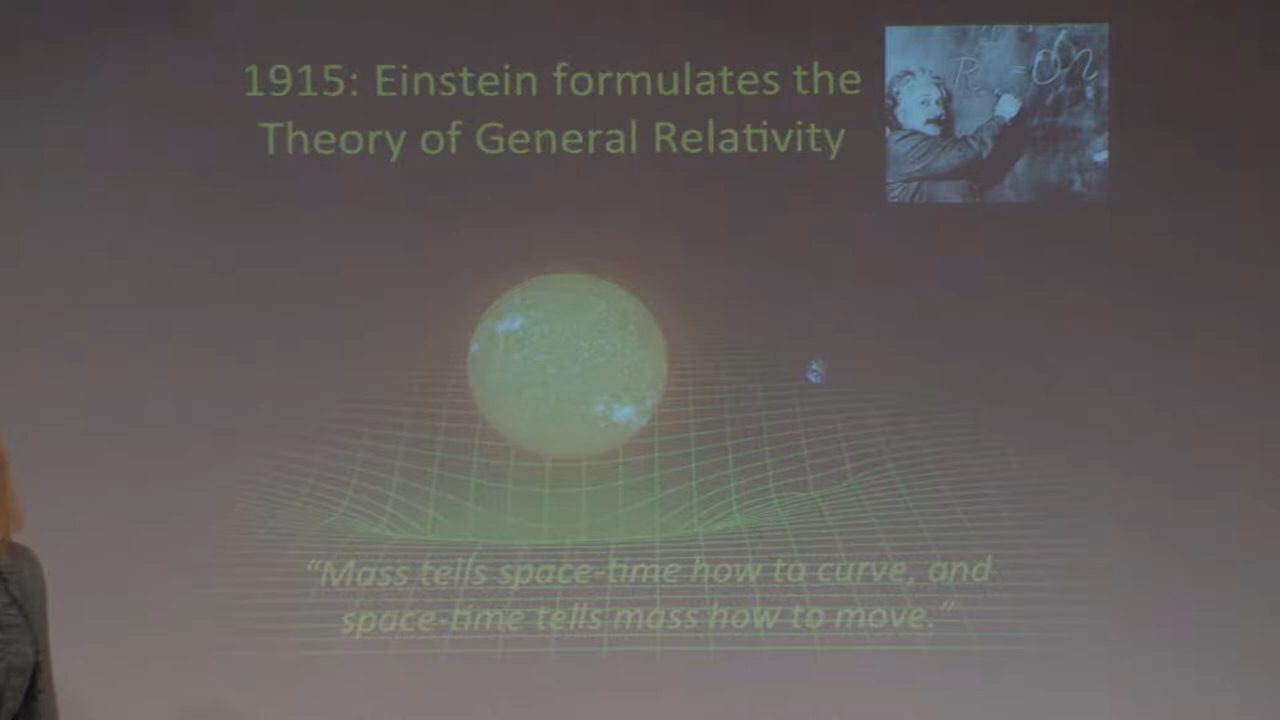 1915: Einstein formulates the
Theory of General Relativity
R = 0
“Mass tells space-time how to curve, and
space-time tells mass how to move.”